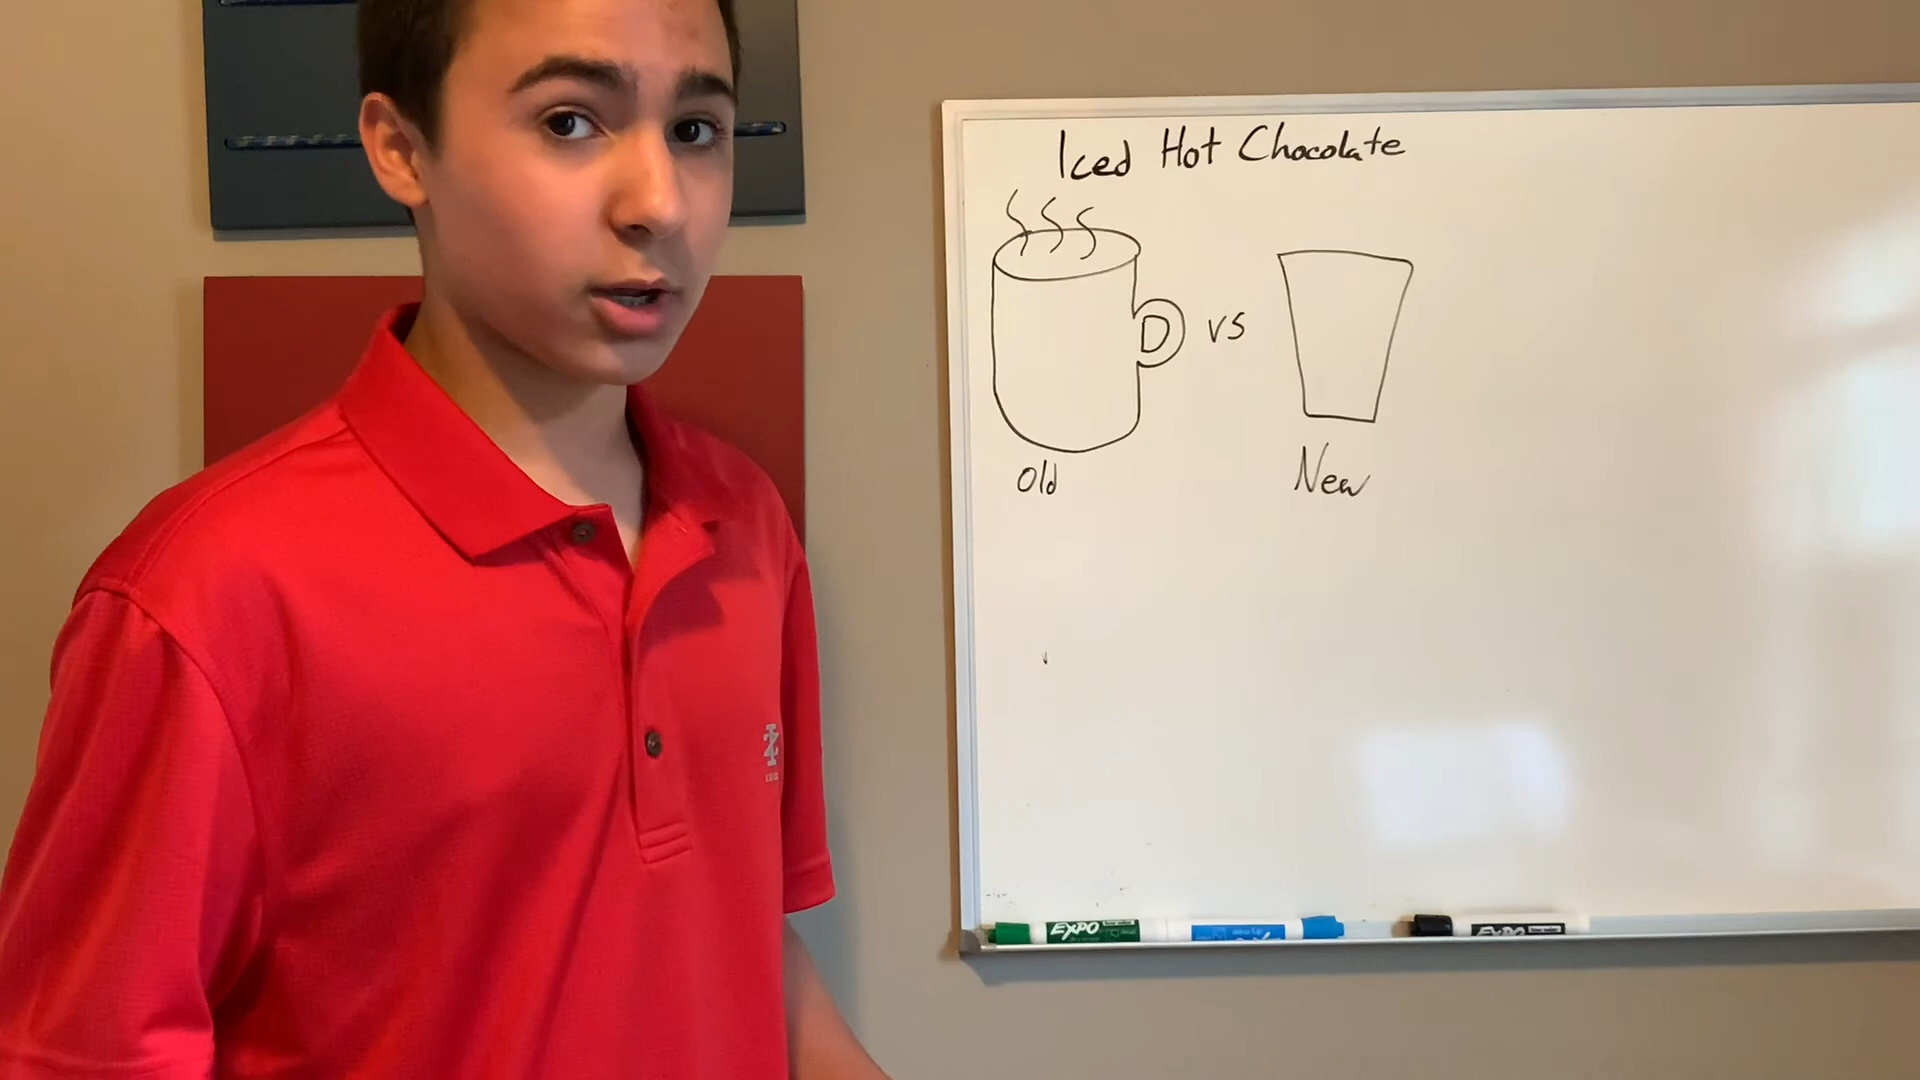 Iced Hot Chocolate
vs
Old
New
EXPO
EXPO